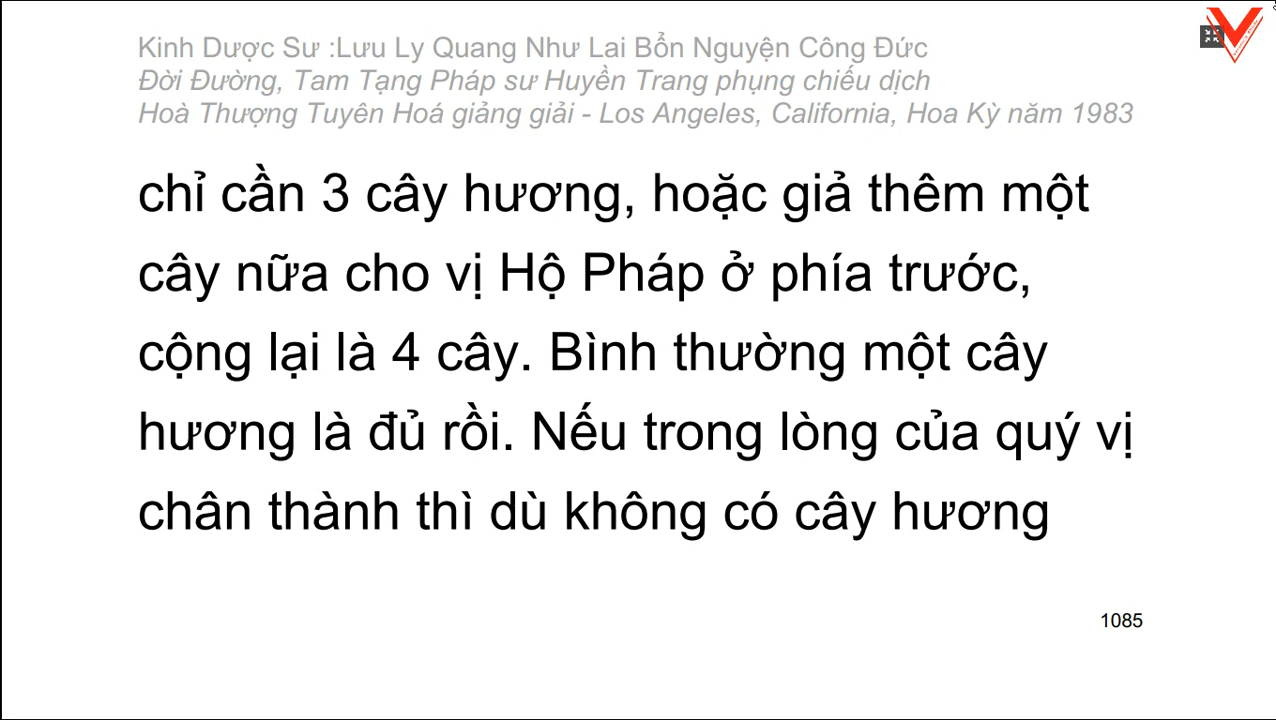 Kinh Dược Sư :Lưu Ly Quang Như Lai Bổn Nguyện Công Đức
Đời Đường, Tam Tạng Pháp sư Huyền Trang phụng chiếu dịch
Hoà Thượng Tuyên Hoá giảng giải - Los Angeles, California, Hoa Kỳ năm 1983
chỉ cần 3 cây hương, hoặc giả thêm một
cây nữa cho vị Hộ Pháp ở phía trước,
cộng lại là 4 cây. Bình thường một cây
hương là đủ rồi. Nếu trong lòng của quý vị
chân thành thì dù không có cây hương
1085